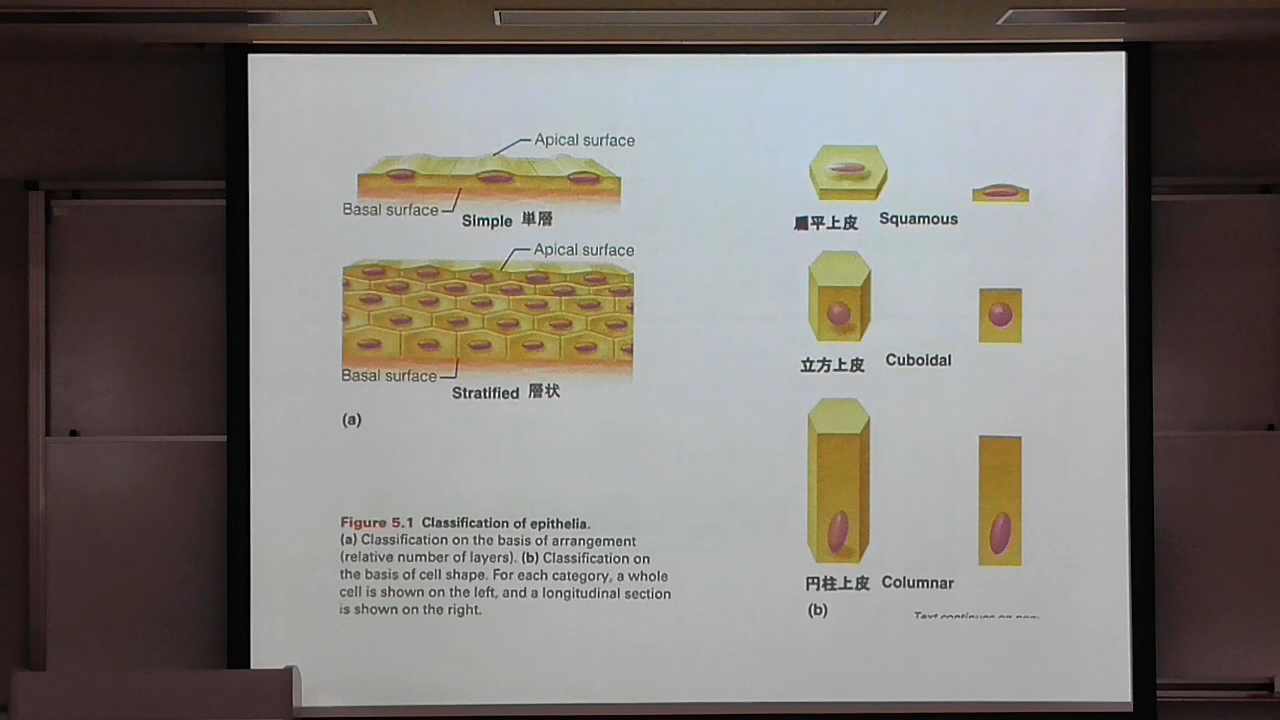 Apical surface
Basal surface
Simple 単層
Apical surface
Basal surface
Stratified 層状
(a)
Figure 5.1 Classification of epithelia.
(a) Classification on the basis of arrangement
(relative number of layers). (b) Classification on
the basis of cell shape. For each category, a whole
cell is shown on the left, and a longitudinal section
is shown on the right.
扁平上皮 Squamous
立方上皮 Cuboidal
円柱上皮 Columnar
(b)
Text continues on